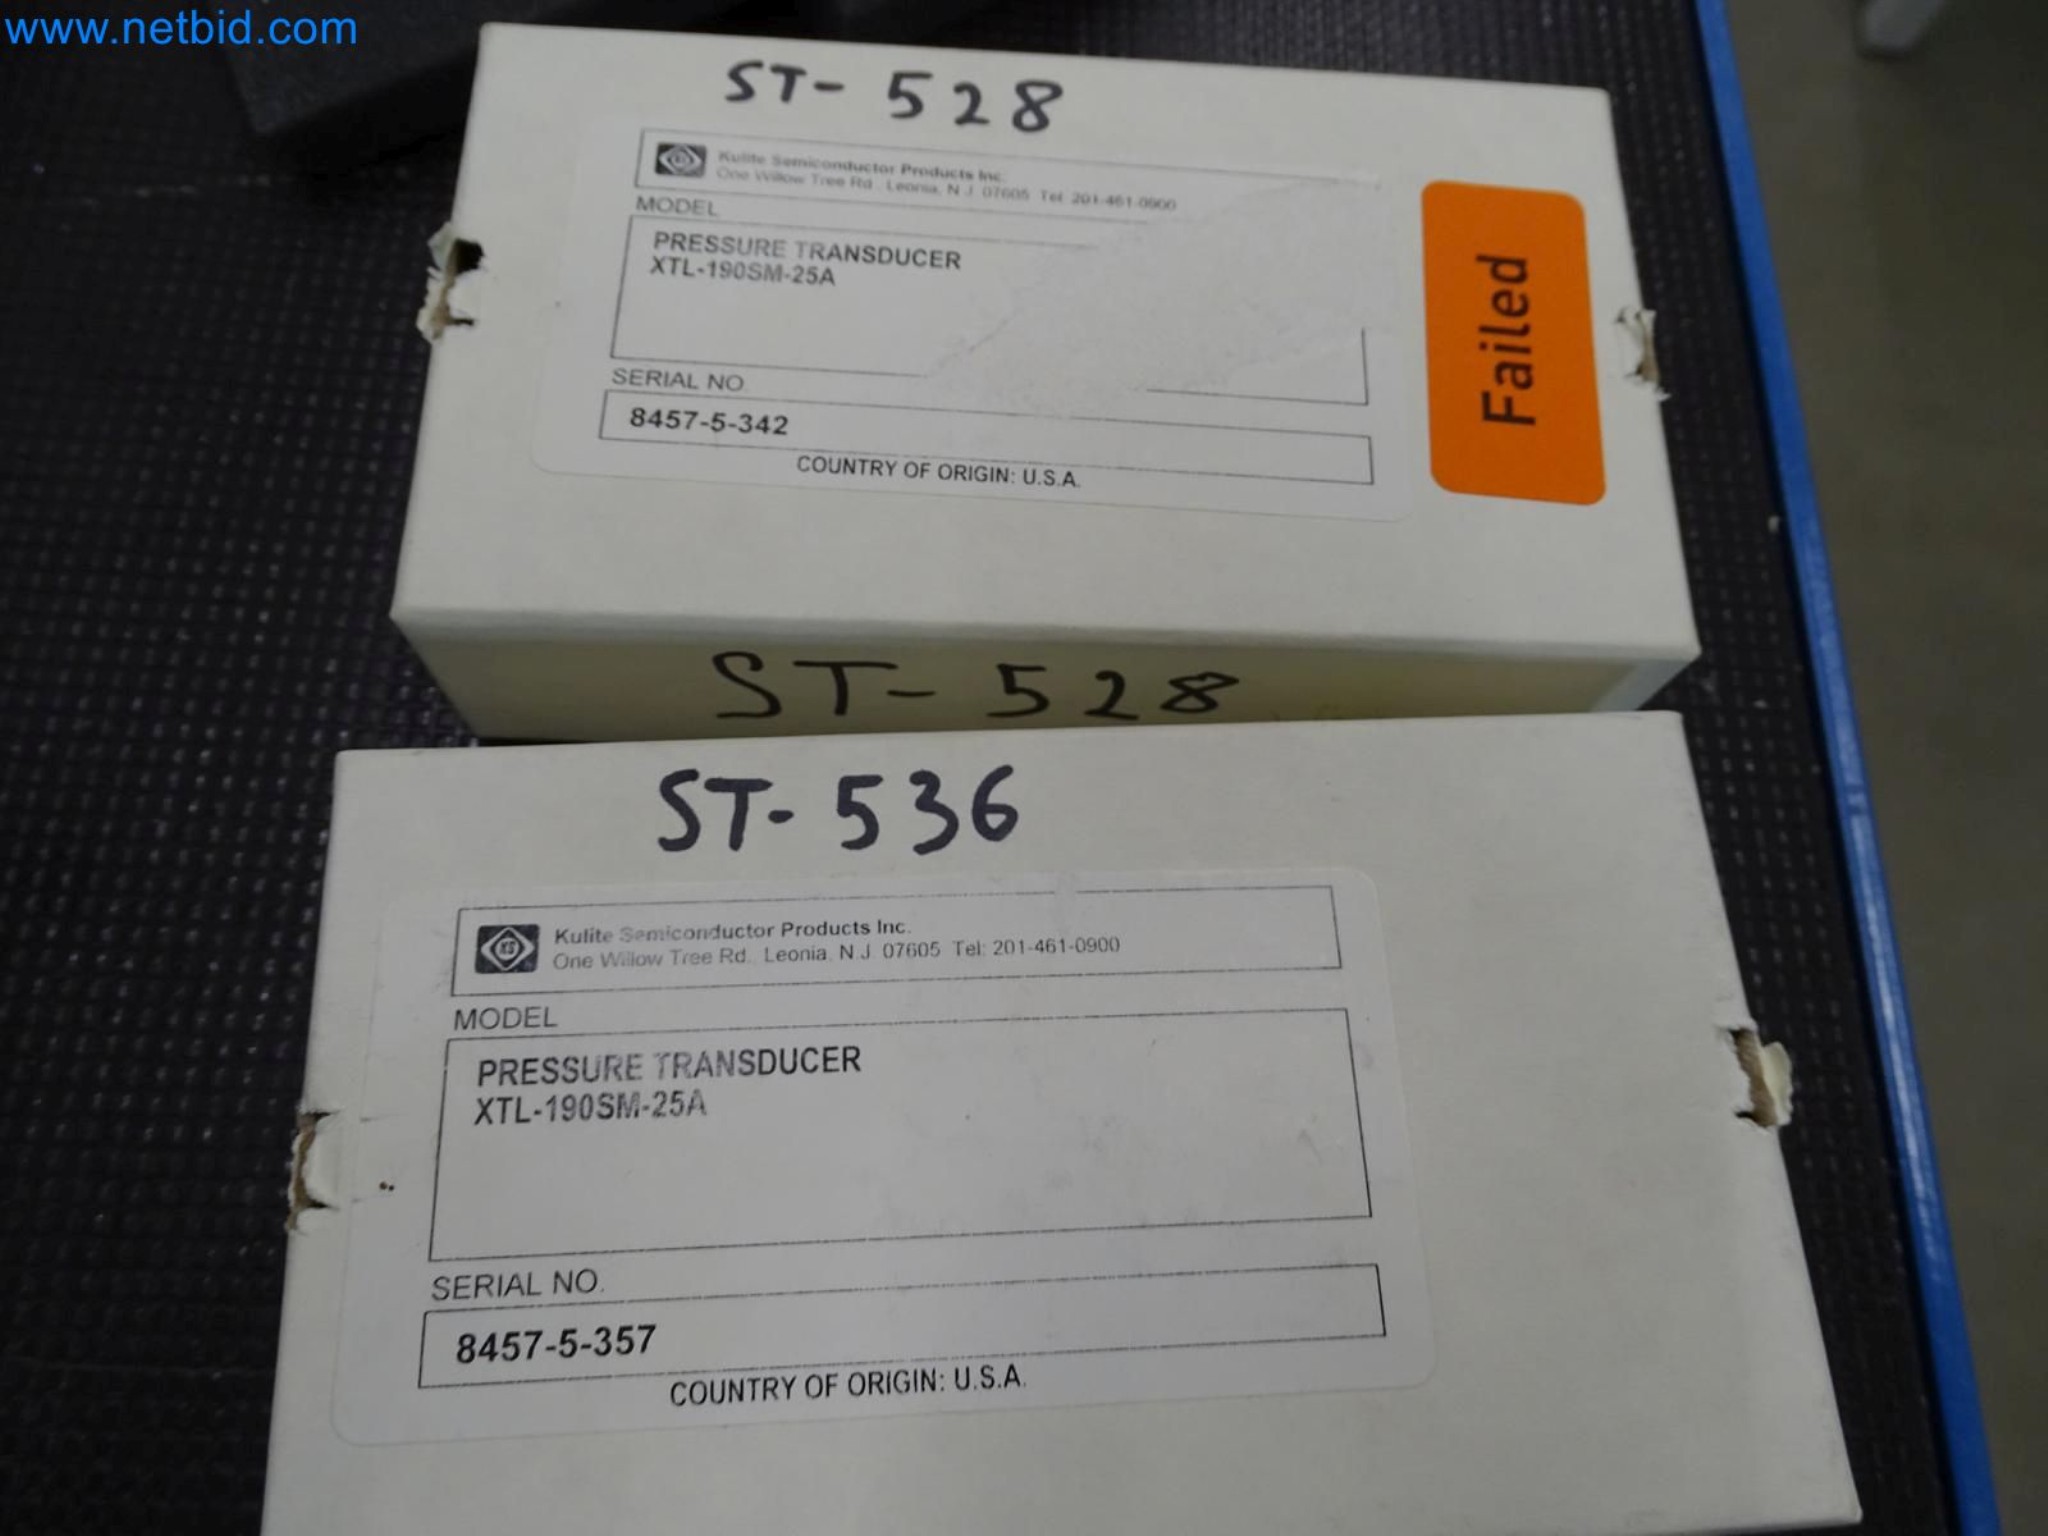 www.netbid.com
ST-528
Kulite Semiconductor Products Inc.
One Willow Tree Rd., Leonia, N.J. 07605 Tel: 201-461-0900
MODEL
PRESSURE TRANSDUCER
XTL-190SM-25A
SERIAL NO.
8457-5-342
COUNTRY OF ORIGIN: U.S.A.
Failed
ST-528
ST-536
KS
Kulite Semiconductor Products Inc.
One Willow Tree Rd., Leonia, N.J. 07605 Tel: 201-461-0900
MODEL
PRESSURE TRANSDUCER
XTL-190SM-25A
SERIAL NO.
8457-5-357
COUNTRY OF ORIGIN: U.S.A.